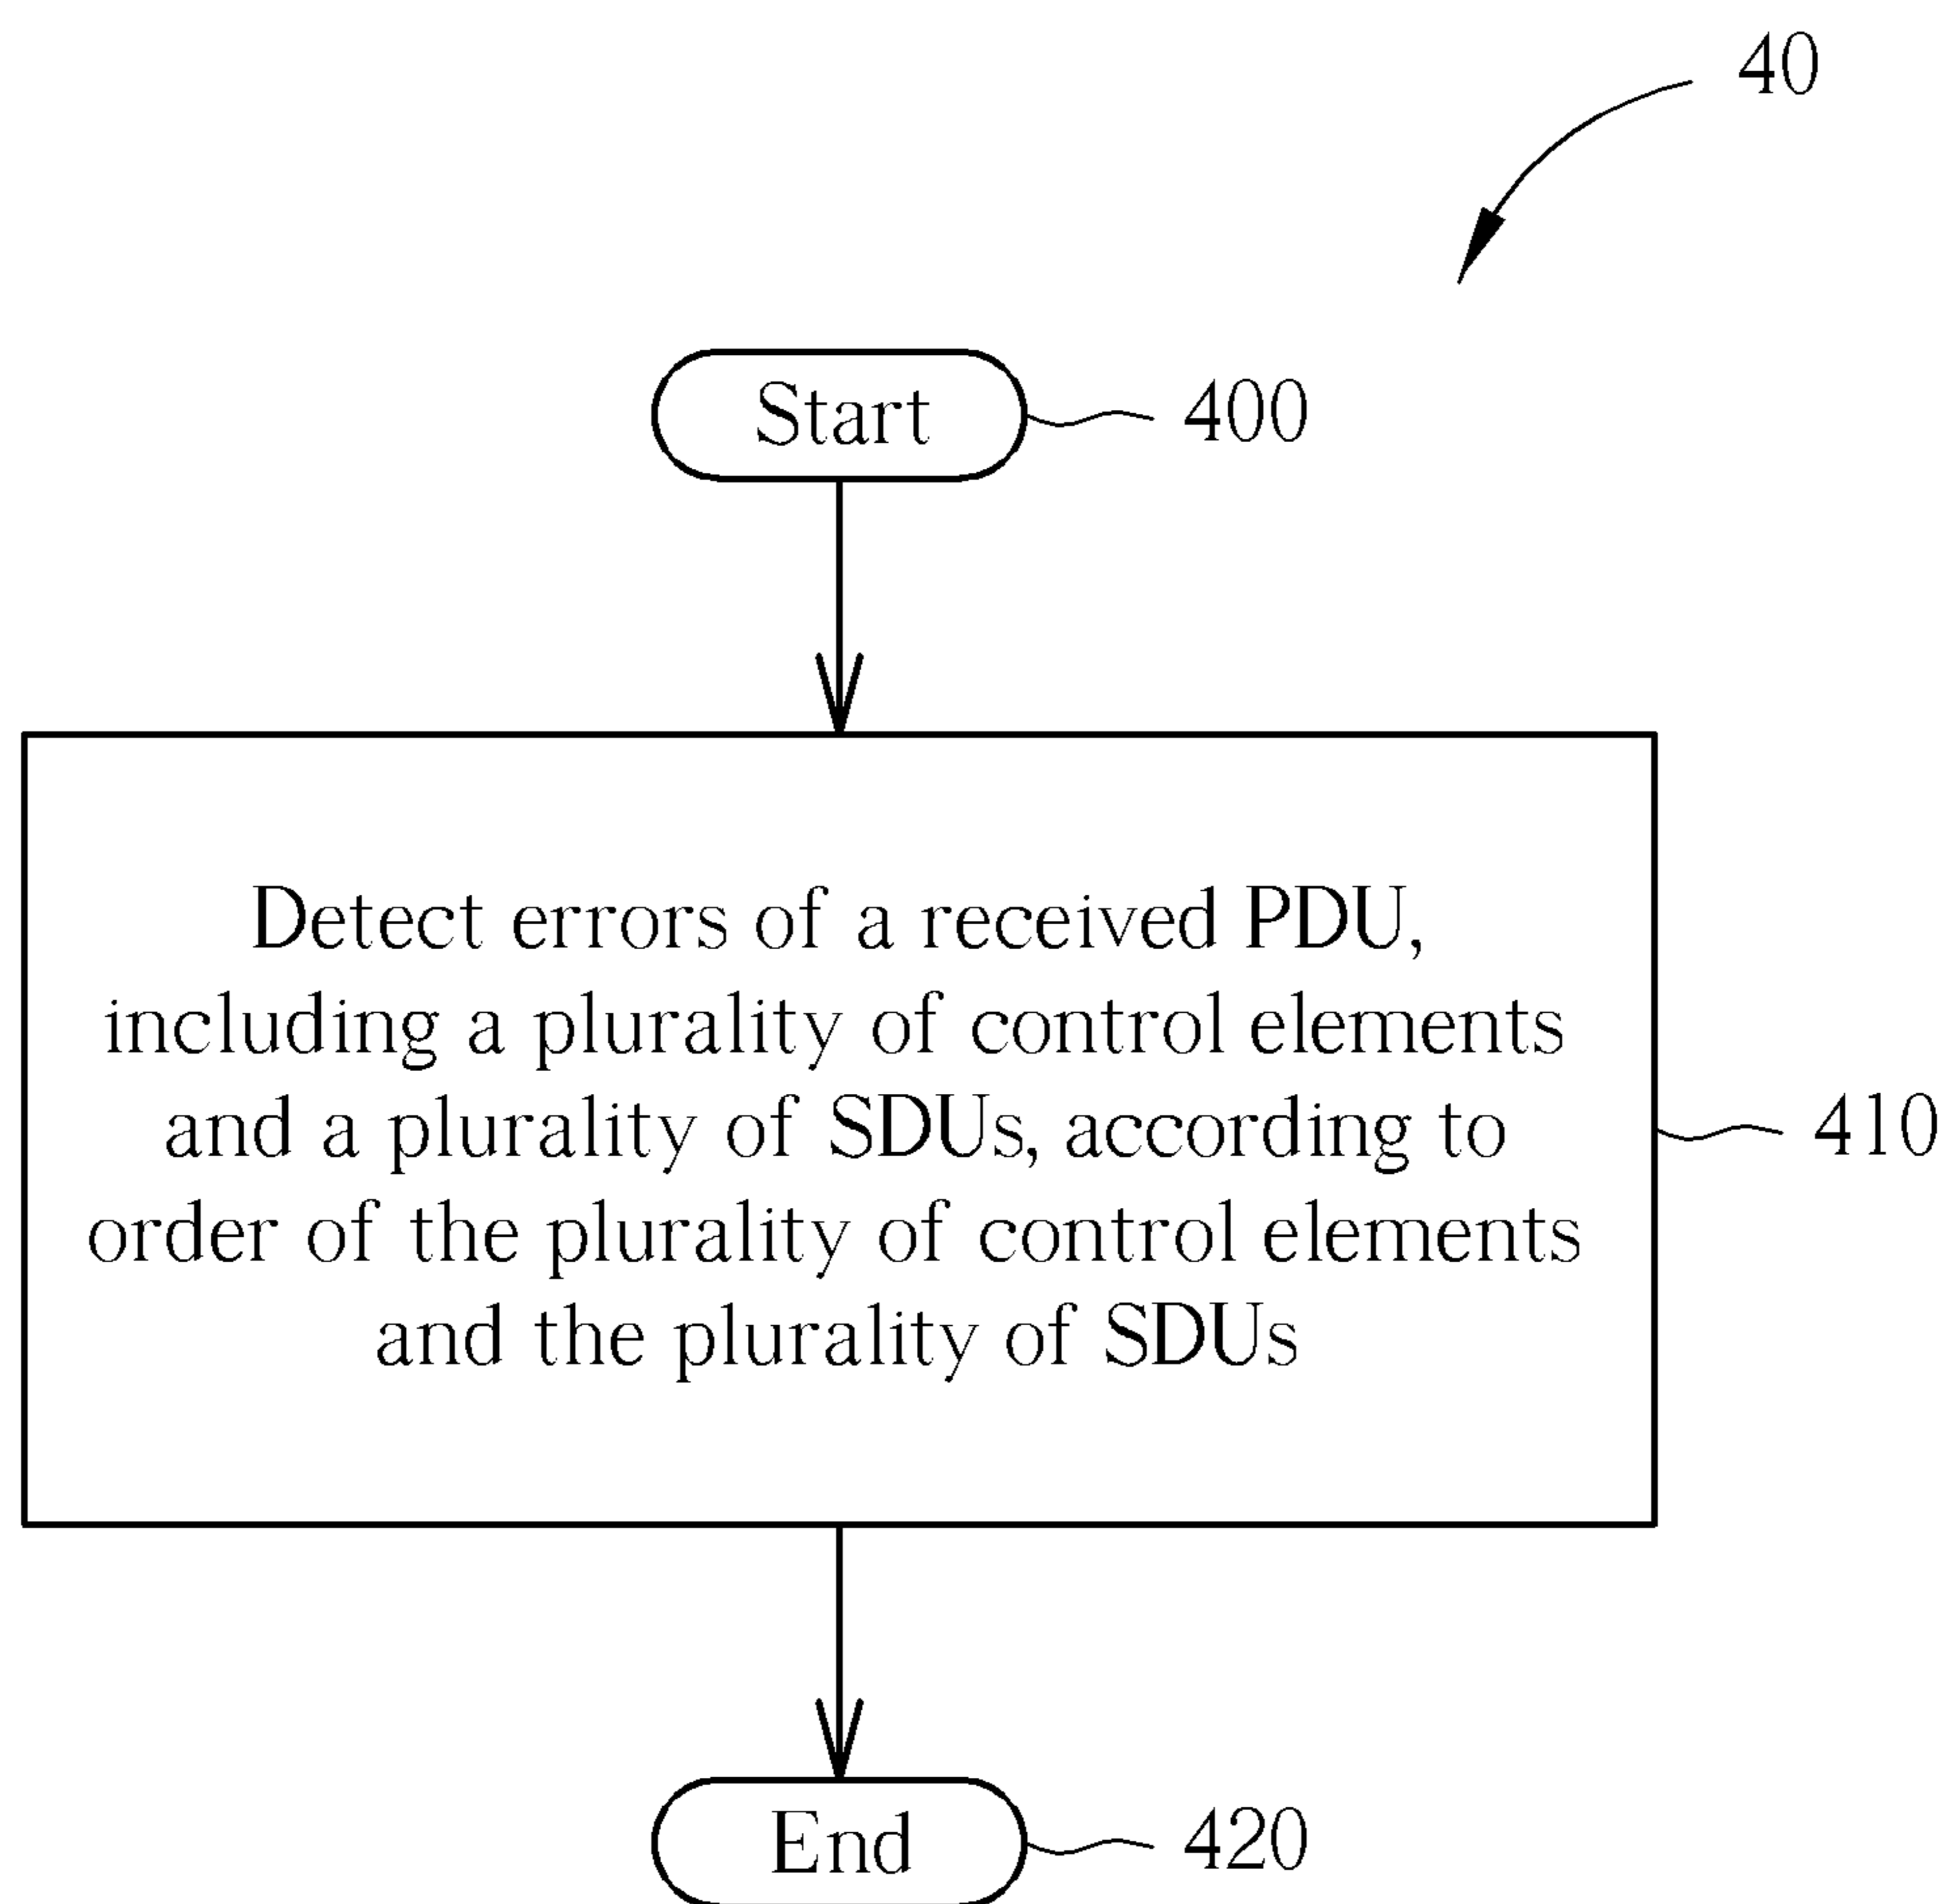 40
Start
400
Detect errors of a received PDU,
including a plurality of control elements
and a plurality of SDUs, according to
order of the plurality of control elements
and the plurality of SDUs
410
End
420